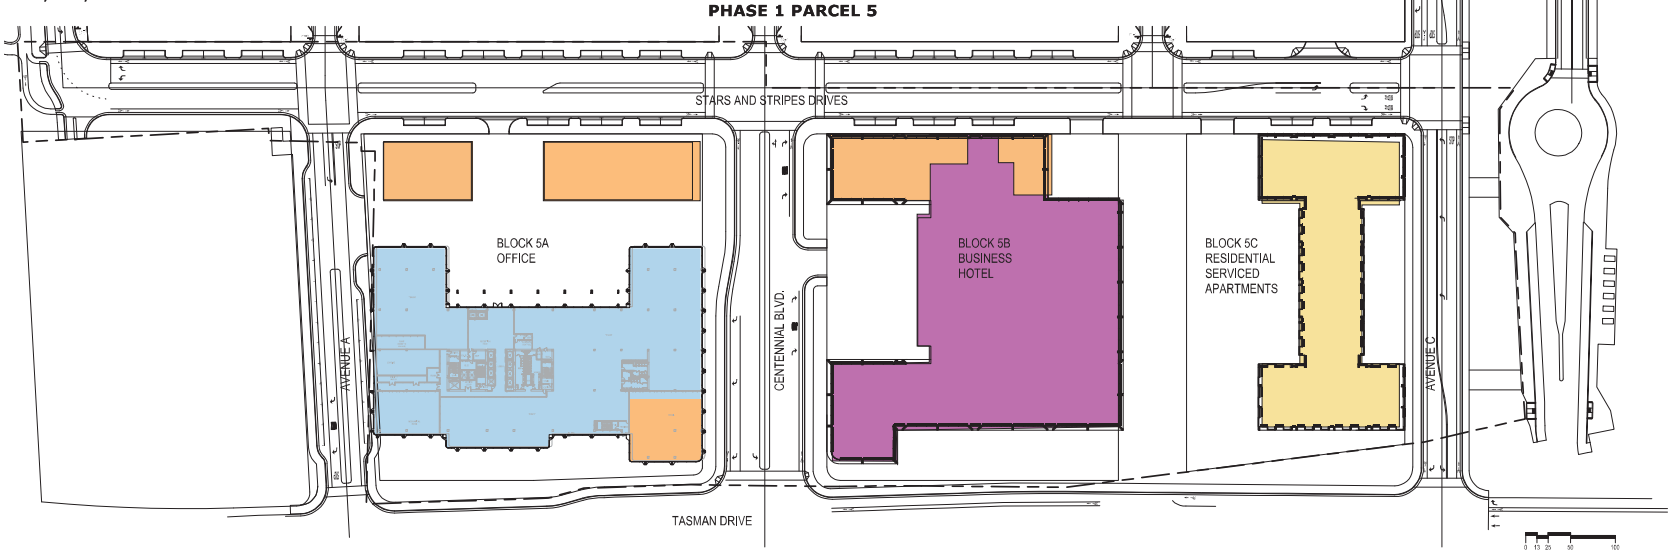 PHASE 1 PARCEL 5
STARS AND STRIPES DRIVES
BLOCK 5A
OFFICE
BLOCK 5B
BUSINESS
HOTEL
BLOCK 5C
RESIDENTIAL
SERVICED
APARTMENTS
AVENUE A
CENTENNIAL BLVD.
AVENUE C
TASMAN DRIVE
0 13 25 50 100